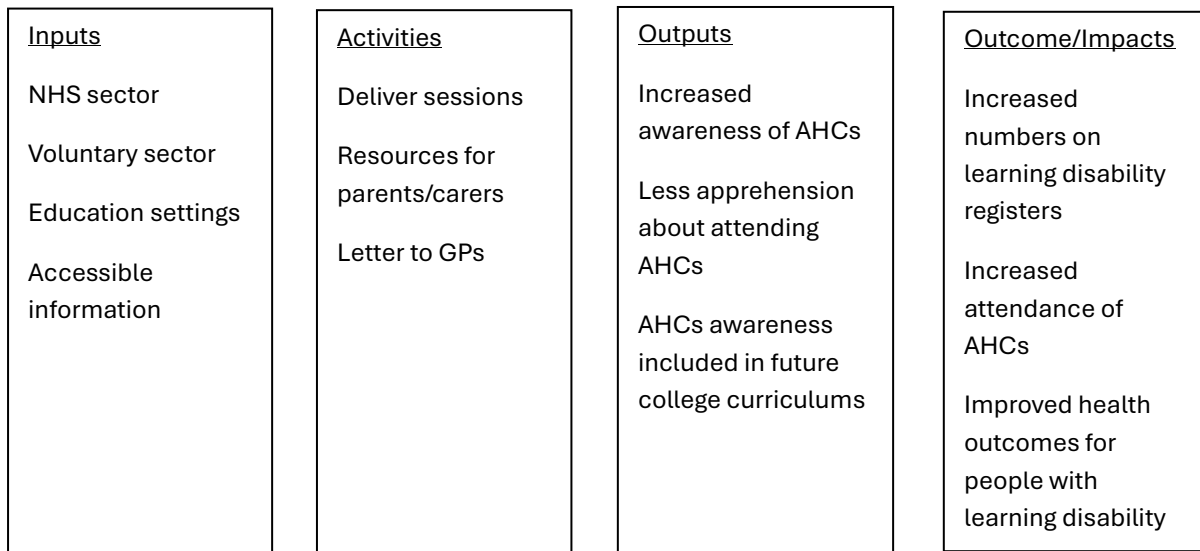 Inputs
NHS sector
Voluntary sector
Education settings
Accessible
information
Activities
Deliver sessions
Resources for
parents/carers
Letter to GPs
Outputs
Increased
awareness of AHCs
Less apprehension
about attending
AHCs
AHCs awareness
included in future
college curriculums
Outcome/Impacts
Increased
numbers on
learning disability
registers
Increased
attendance of
AHCs
Improved health
outcomes for
people with
learning disability